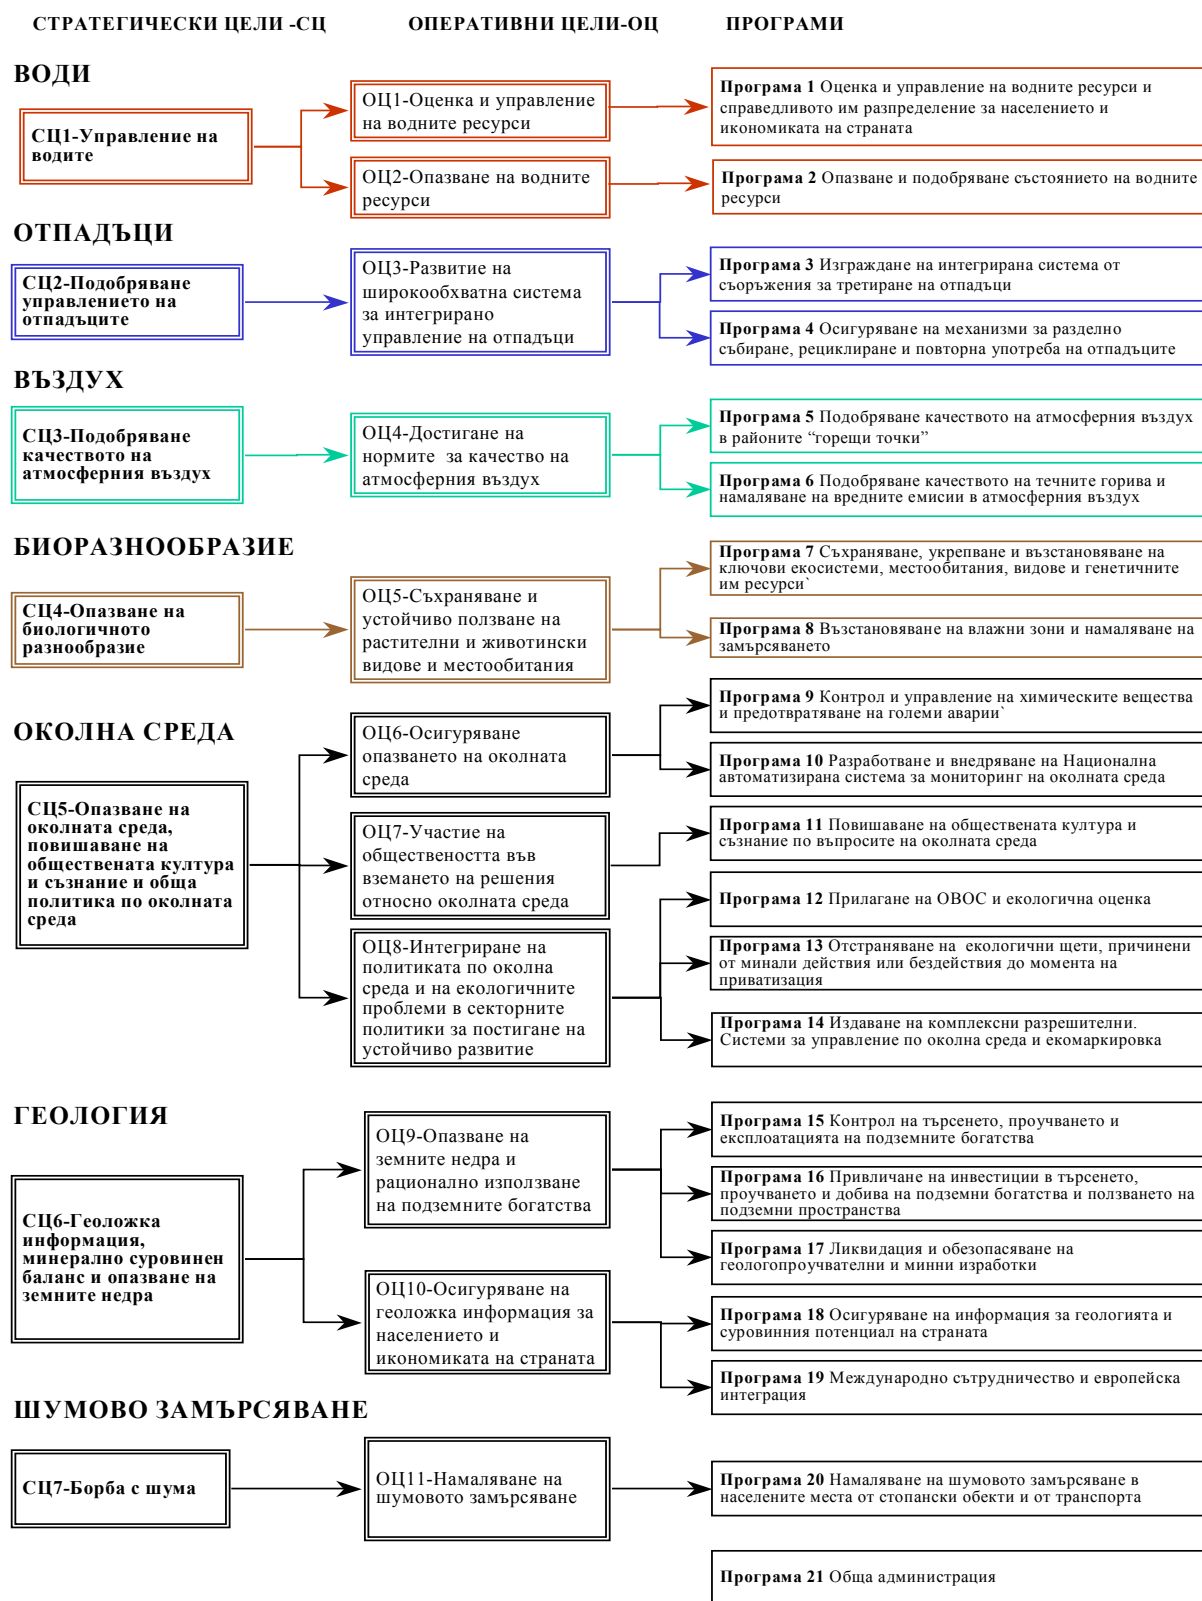 СТРАТЕГИЧЕСКИ ЦЕЛИ -СЦ
ОПЕРАТИВНИ ЦЕЛИ-ОЦ
ПРОГРАМИ
ВОДИ
СЦ1-Управление на
водите
ОЦ1-Оценка и управление
на водните ресурси
ОЦ2-Опазване на водните
ресурси
Програма 1 Оценка и управление на водните ресурси и
справедливото им разпределение за населението и
икономиката на страната
Програма 2 Опазване и подобряване състоянието на водните
ресурси
ОТПАДЪЦИ
СЦ2-Подобряване
управлението на
отпадъците
ОЦ3-Развитие на
широкообхватна система
за интегрирано
управление на отпадъци
Програма 3 Изграждане на интегрирана система от
съоръжения за третиране на отпадъци
Програма 4 Осигуряване на механизми за разделно
събиране, рециклиране и повторна употреба на отпадъците
ВЪЗДУХ
СЦ3-Подобряване
качеството на
атмосферния въздух
ОЦ4-Достигане на
нормите за качество на
атмосферния въздух
Програма 5 Подобряване качеството на атмосферния въздух
в районите “горещи точки”
Програма 6 Подобряване качеството на течните горива и
намаляване на вредните емисии в атмосферния въздух
БИОРАЗНООБРАЗИЕ
СЦ4-Опазване на
биологичното
разнообразие
ОЦ5-Съхраняване и
устойчиво ползване на
растителни и животински
видове и местообитания
Програма 7 Съхраняване, укрепване и възстановяване на
ключови екосистеми, местообитания, видове и генетичните
им ресурси`
Програма 8 Възстановяване на влажни зони и намаляване на
замърсяването
ОКОЛНА СРЕДА
СЦ5-Опазване на
околната среда,
повишаване на
обществената култура
и съзнание и обща
политика по околната
среда
ОЦ6-Осигуряване
опазването на околната
среда
ОЦ7-Участие на
обществеността във
вземането на решения
относно околната среда
ОЦ8-Интегриране на
политиката по околна
среда и на екологичните
проблеми в секторните
политики за постигане на
устойчиво развитие
Програма 9 Контрол и управление на химическите вещества
и предотвратяване на големи аварии`
Програма 10 Разработване и внедряване на Национална
автоматизирана система за мониторинг на околната среда
Програма 11 Повишаване на обществената култура и
съзнание по въпросите на околната среда
Програма 12 Прилагане на ОВОС и екологична оценка
Програма 13 Отстраняване на екологични щети, причинени
от минали действия или бездействия до момента на
приватизация
Програма 14 Издаване на комплексни разрешителни.
Системи за управление по околна среда и екомаркировка
ГЕОЛОГИЯ
СЦ6-Геоложка
информация,
минерално суровинен
баланс и опазване на
земните недра
ОЦ9-Опазване на
земните недра и
рационално използване
на подземните богатства
ОЦ10-Осигуряване на
геоложка информация за
населението и
икономиката на страната
Програма 15 Контрол на търсенето, проучването и
експлоатацията на подземните богатства
Програма 16 Привличане на инвестиции в търсенето,
проучването и добива на подземни богатства и ползването на
подземни пространства
Програма 17 Ликвидация и обезопасяване на
геологопроучвателни и минни изработки
Програма 18 Осигуряване на информация за геологията и
суровинния потенциал на страната
Програма 19 Международно сътрудничество и европейска
интеграция
ШУМОВО ЗАМЪРСЯВАНЕ
СЦ7-Борба с шума
ОЦ11-Намаляване на
шумовото замърсяване
Програма 20 Намаляване на шумовото замърсяване в
населените места от стопански обекти и от транспорта
Програма 21 Обща администрация